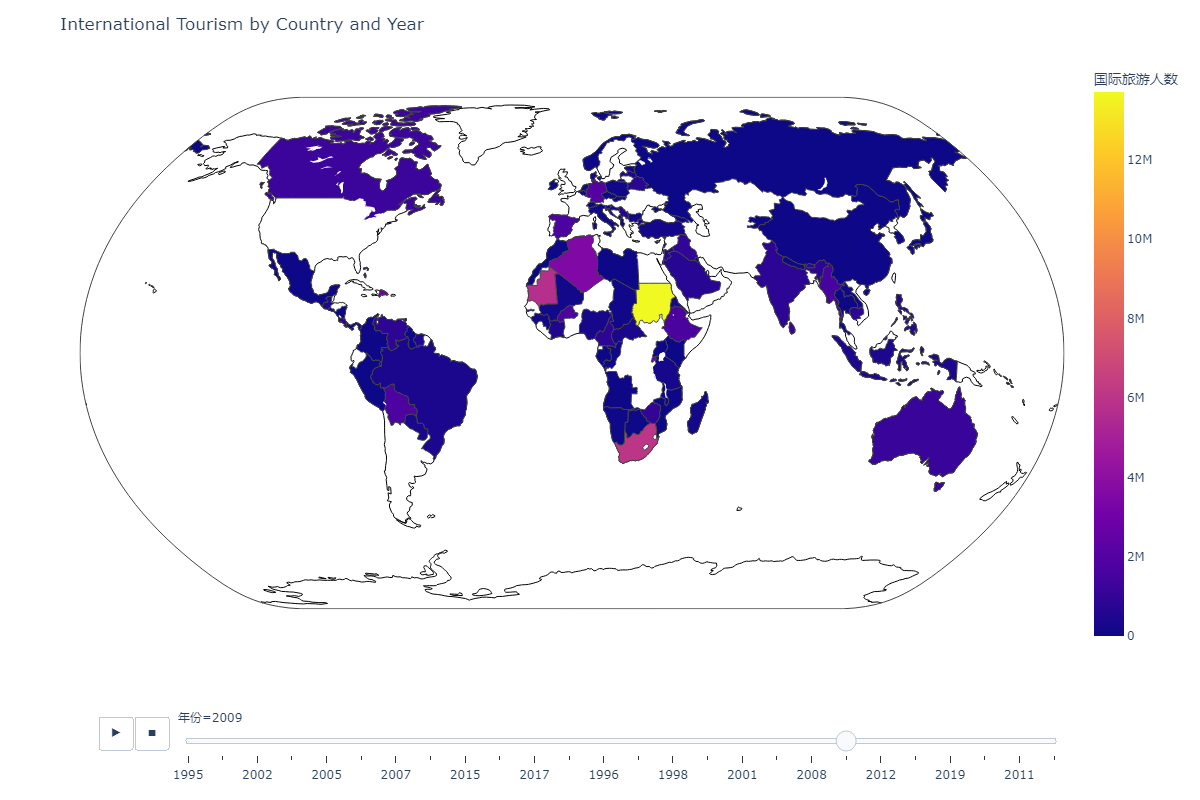 International Tourism by Country and Year
国际旅游人数
12M
10M
8M
6M
4M
2M
0
年份=2009
1995 2002 2005 2007 2015 2017 1996 1998 2001 2008 2012 2019 2011